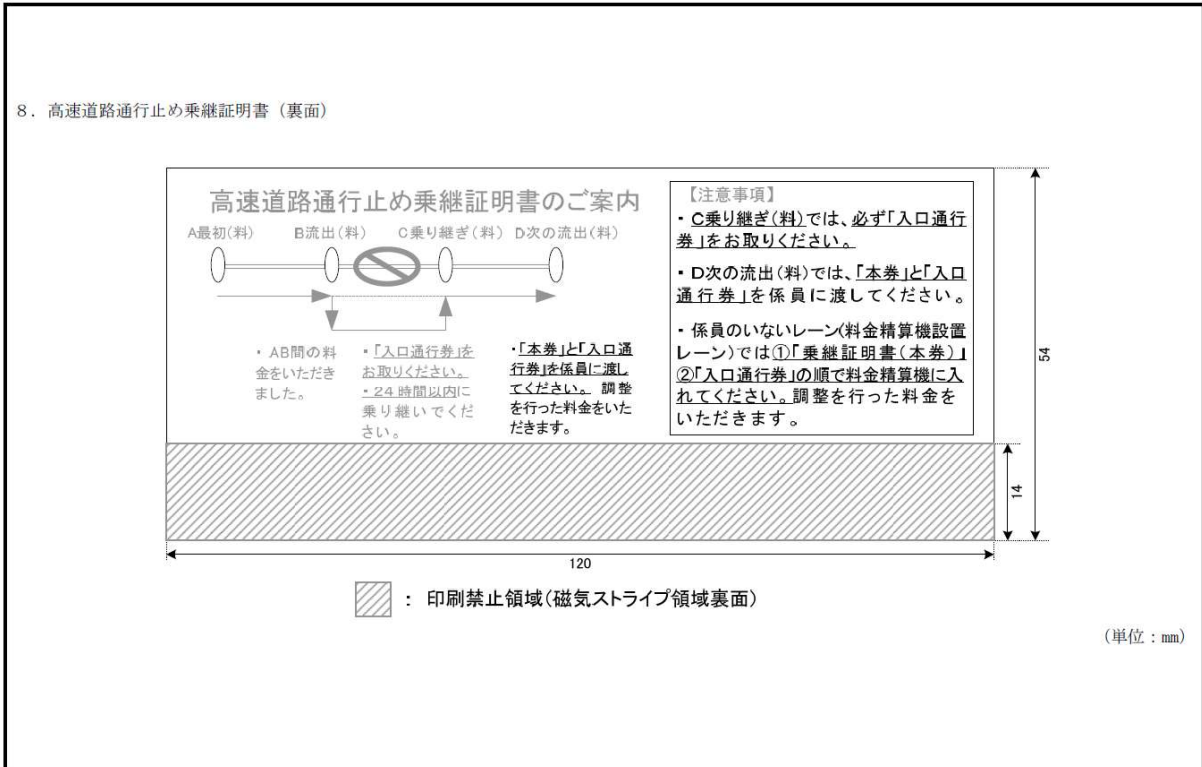 8．高速道路通行止め乗継証明書（裏面）
高速道路通行止め乗継証明書のご案内
A最初(料)　B流出(料)　C乗り継ぎ(料)　D次の流出(料)
・AB間の料
金をいただき
ました。
・「入口通行券」を
お取りください。
・24時間以内に
乗り継いでくだ
さい。
・「本券」と「入口通
行券」を係員に渡し
てください。調整
を行った料金をいた
だきます。
【注意事項】
・C乗り継ぎ(料)では、必ず「入口通行
券」をお取りください。
・D次の流出(料)では、「本券」と「入口
通行券」を係員に渡してください。
・係員のいないレーン(料金精算機設置
レーン)では①「乗継証明書(本券)」
②「入口通行券」の順で料金精算機に入
れてください。調整を行った料金を
いただきます。
54
14
120
：印刷禁止領域(磁気ストライプ領域裏面)
（単位：mm）